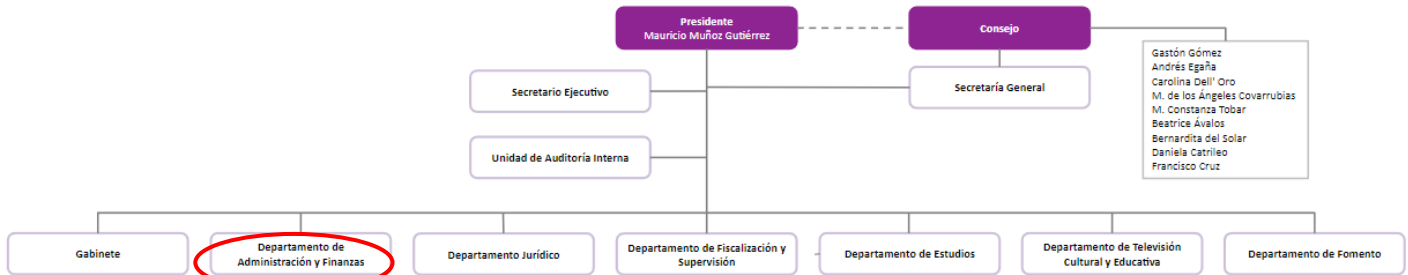 Presidente
Mauricio Muñoz Gutiérrez
Consejo
Gastón Gómez
Andrés Egaña
Carolina Dell' Oro
M. de los Ángeles Covarrubias
M. Constanza Tobar
Beatrice Ávalos
Bernardita del Solar
Daniela Catrileo
Francisco Cruz
Secretario Ejecutivo
Secretaría General
Unidad de Auditoría Interna
Gabinete
Departamento de
Administración y Finanzas
Departamento Jurídico
Departamento de Fiscalización y
Supervisión
Departamento de Estudios
Departamento de Televisión
Cultural y Educativa
Departamento de Fomento